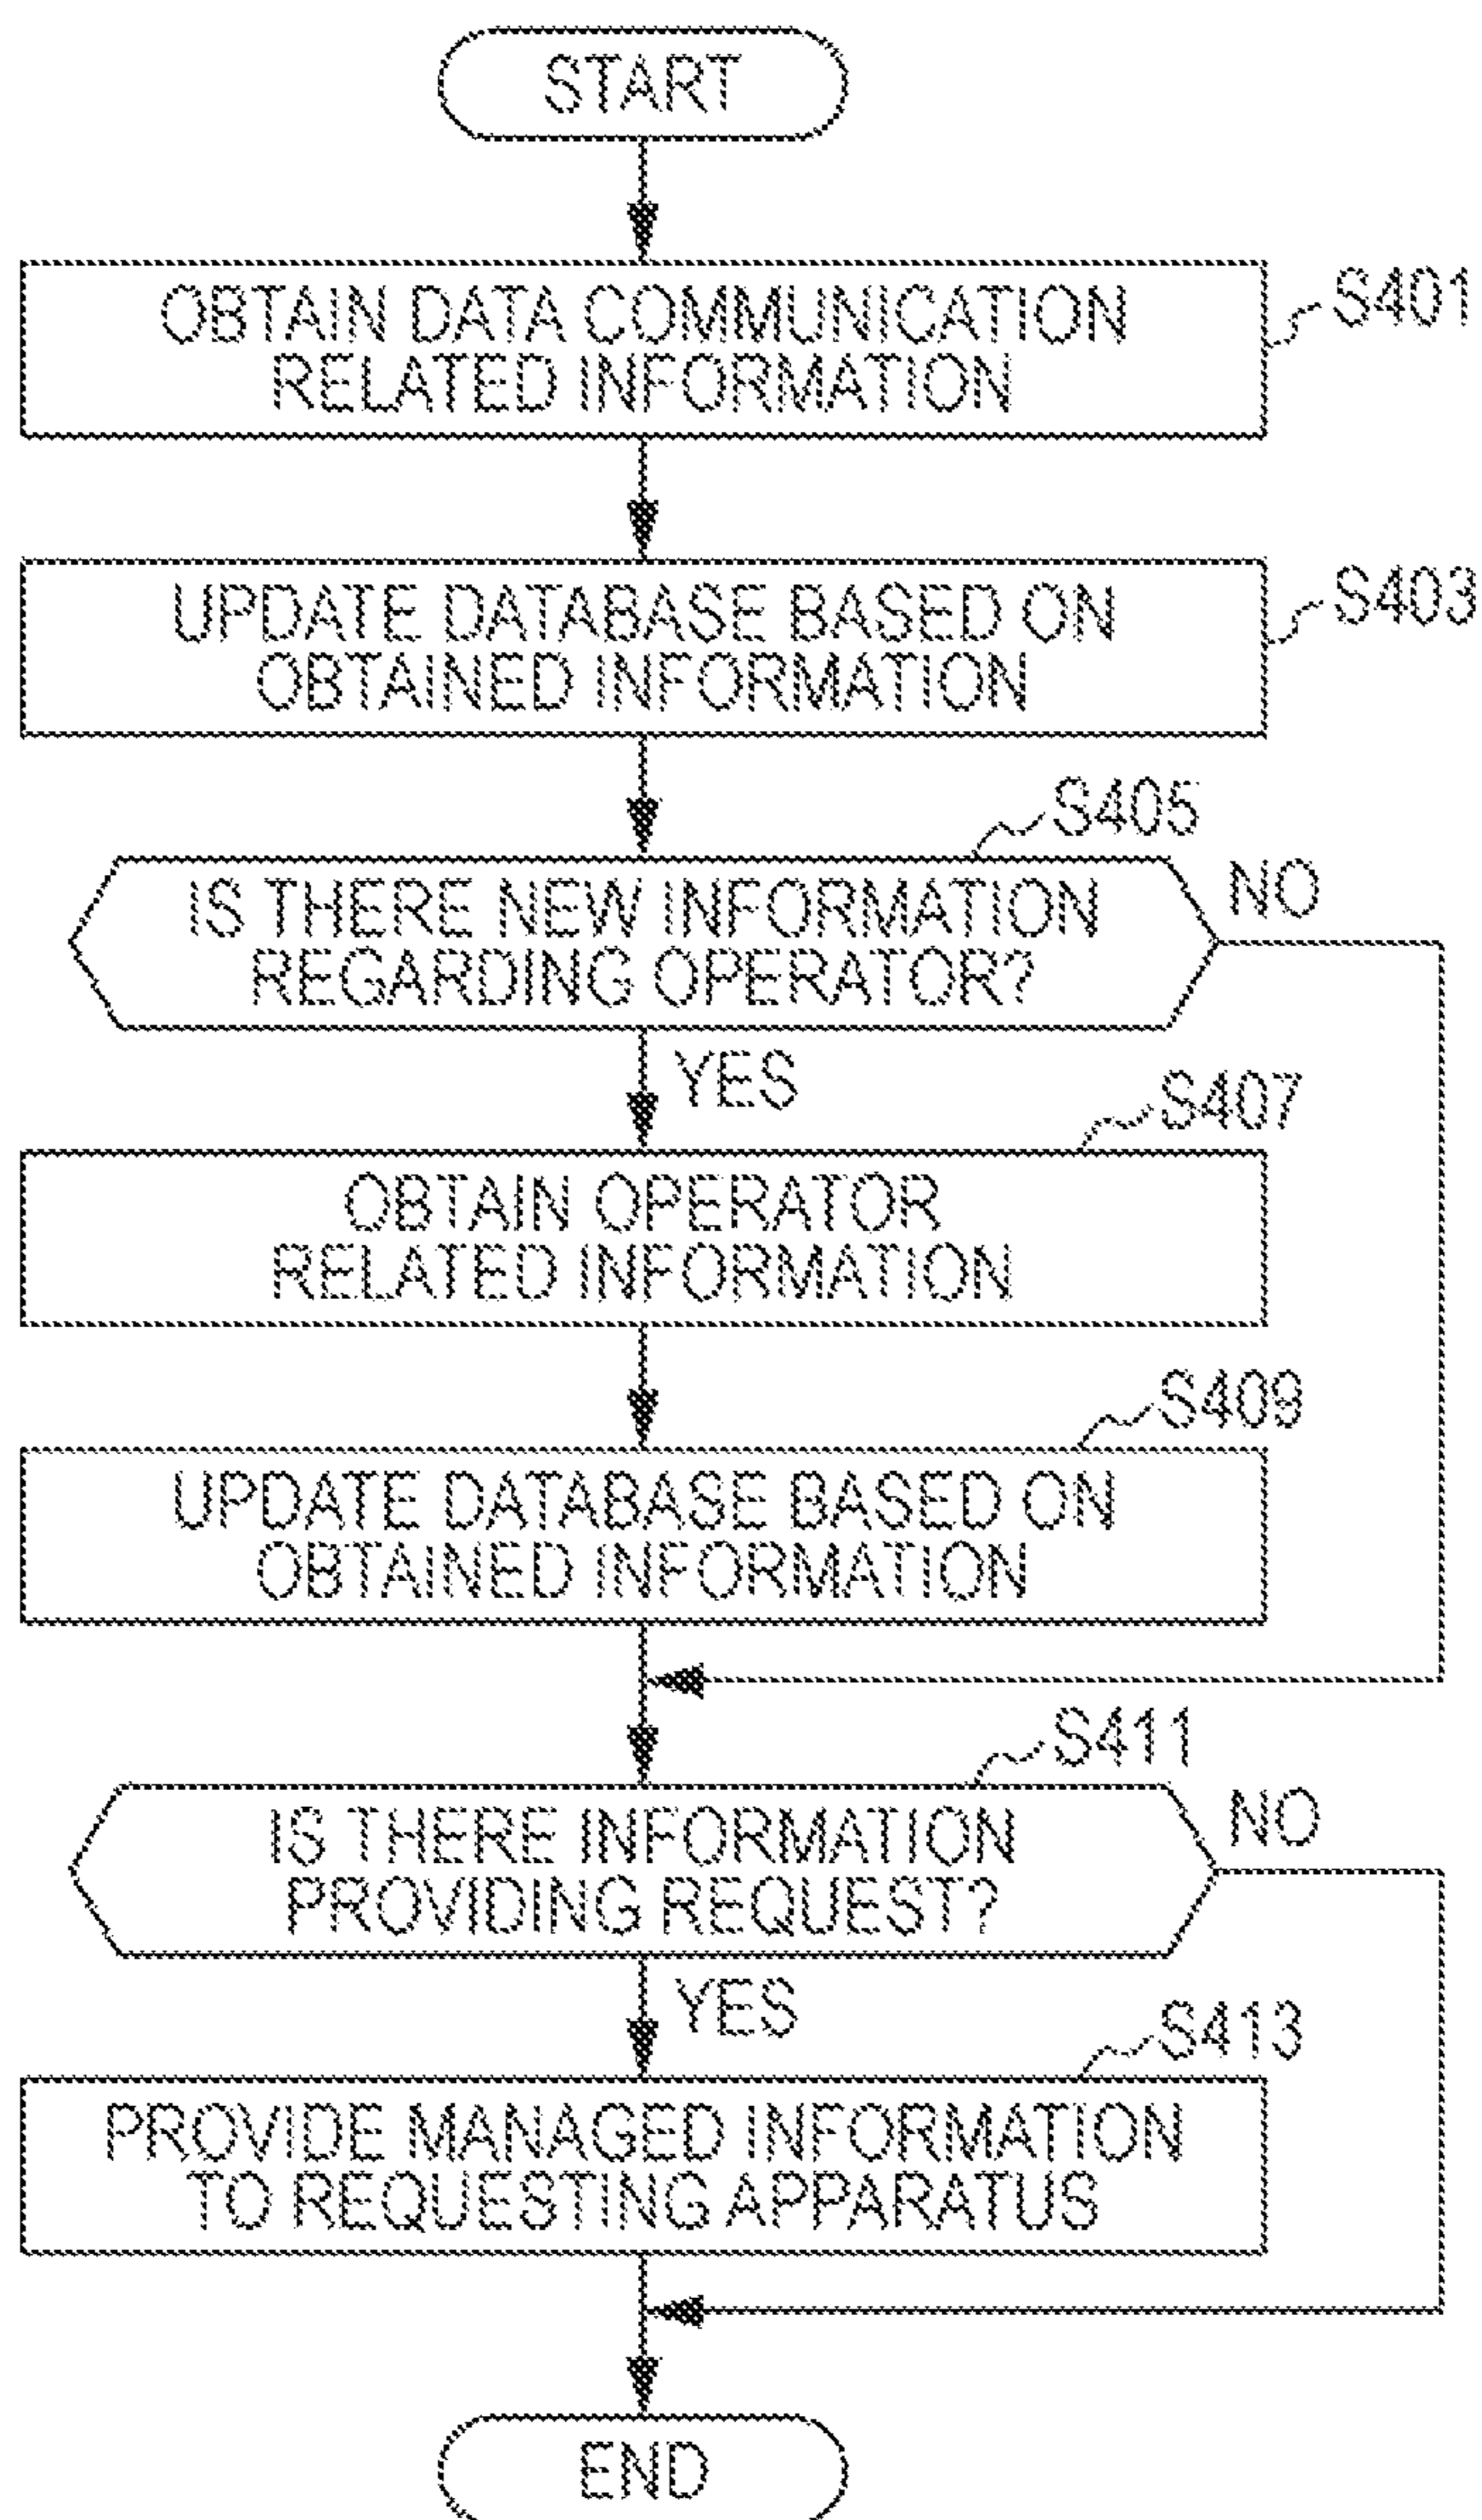 START
OBTAIN DATA COMMUNICATION
RELATED INFORMATION
S401
UPDATE DATABASE BASED ON
OBTAINED INFORMATION
S403
S405
IS THERE NEW INFORMATION
REGARDING OPERATOR?
NO
YES
S407
OBTAIN OPERATOR
RELATED INFORMATION
S409
UPDATE DATABASE BASED ON
OBTAINED INFORMATION
S411
IS THERE INFORMATION
PROVIDING REQUEST?
NO
YES
S413
PROVIDE MANAGED INFORMATION
TO REQUESTING APPARATUS
END